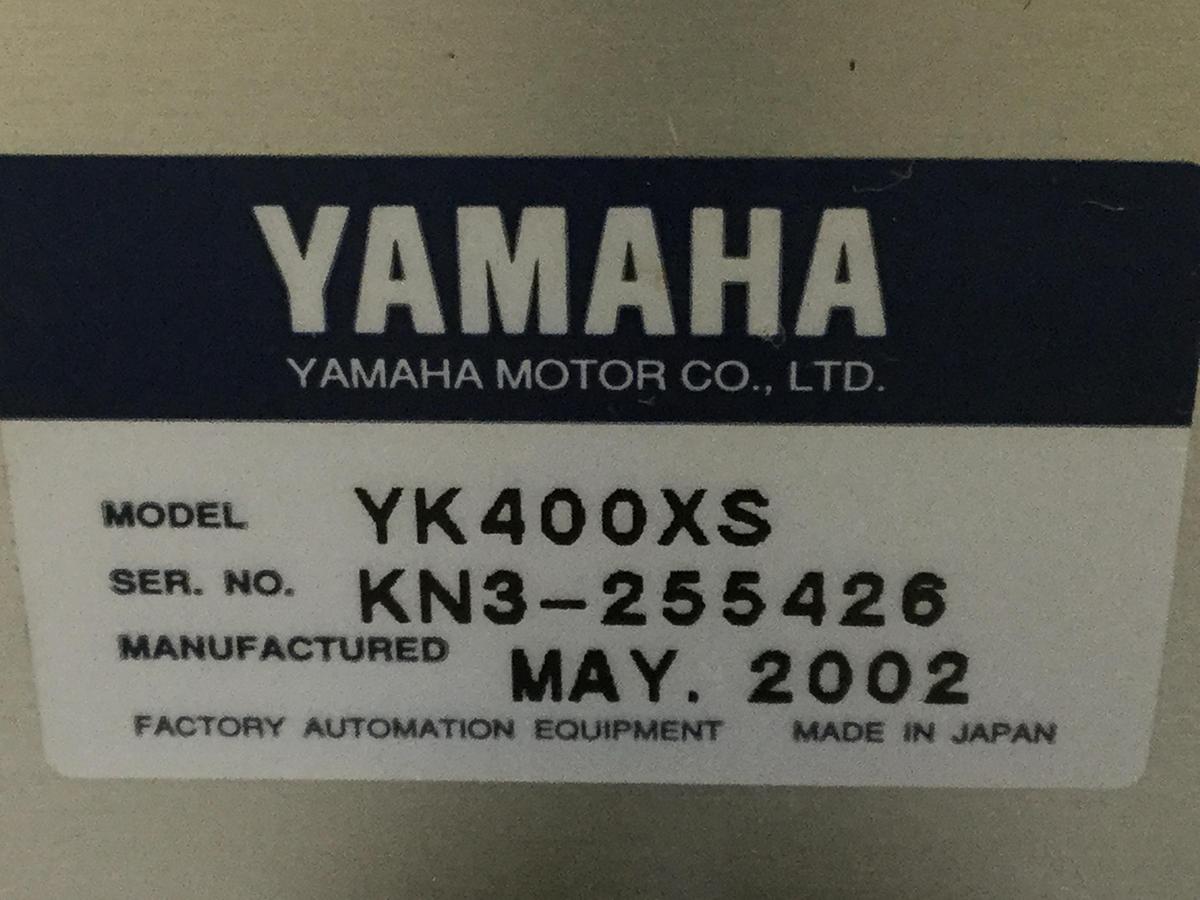 YAMAHA
YAMAHA MOTOR CO., LTD.
MODEL YK400XS
SER. NO. KN3-255426
MANUFACTURED MAY. 2002
FACTORY AUTOMATION EQUIPMENT MADE IN JAPAN